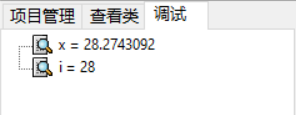 项目管理 查看类 调试
x = 28.2743092
i = 28